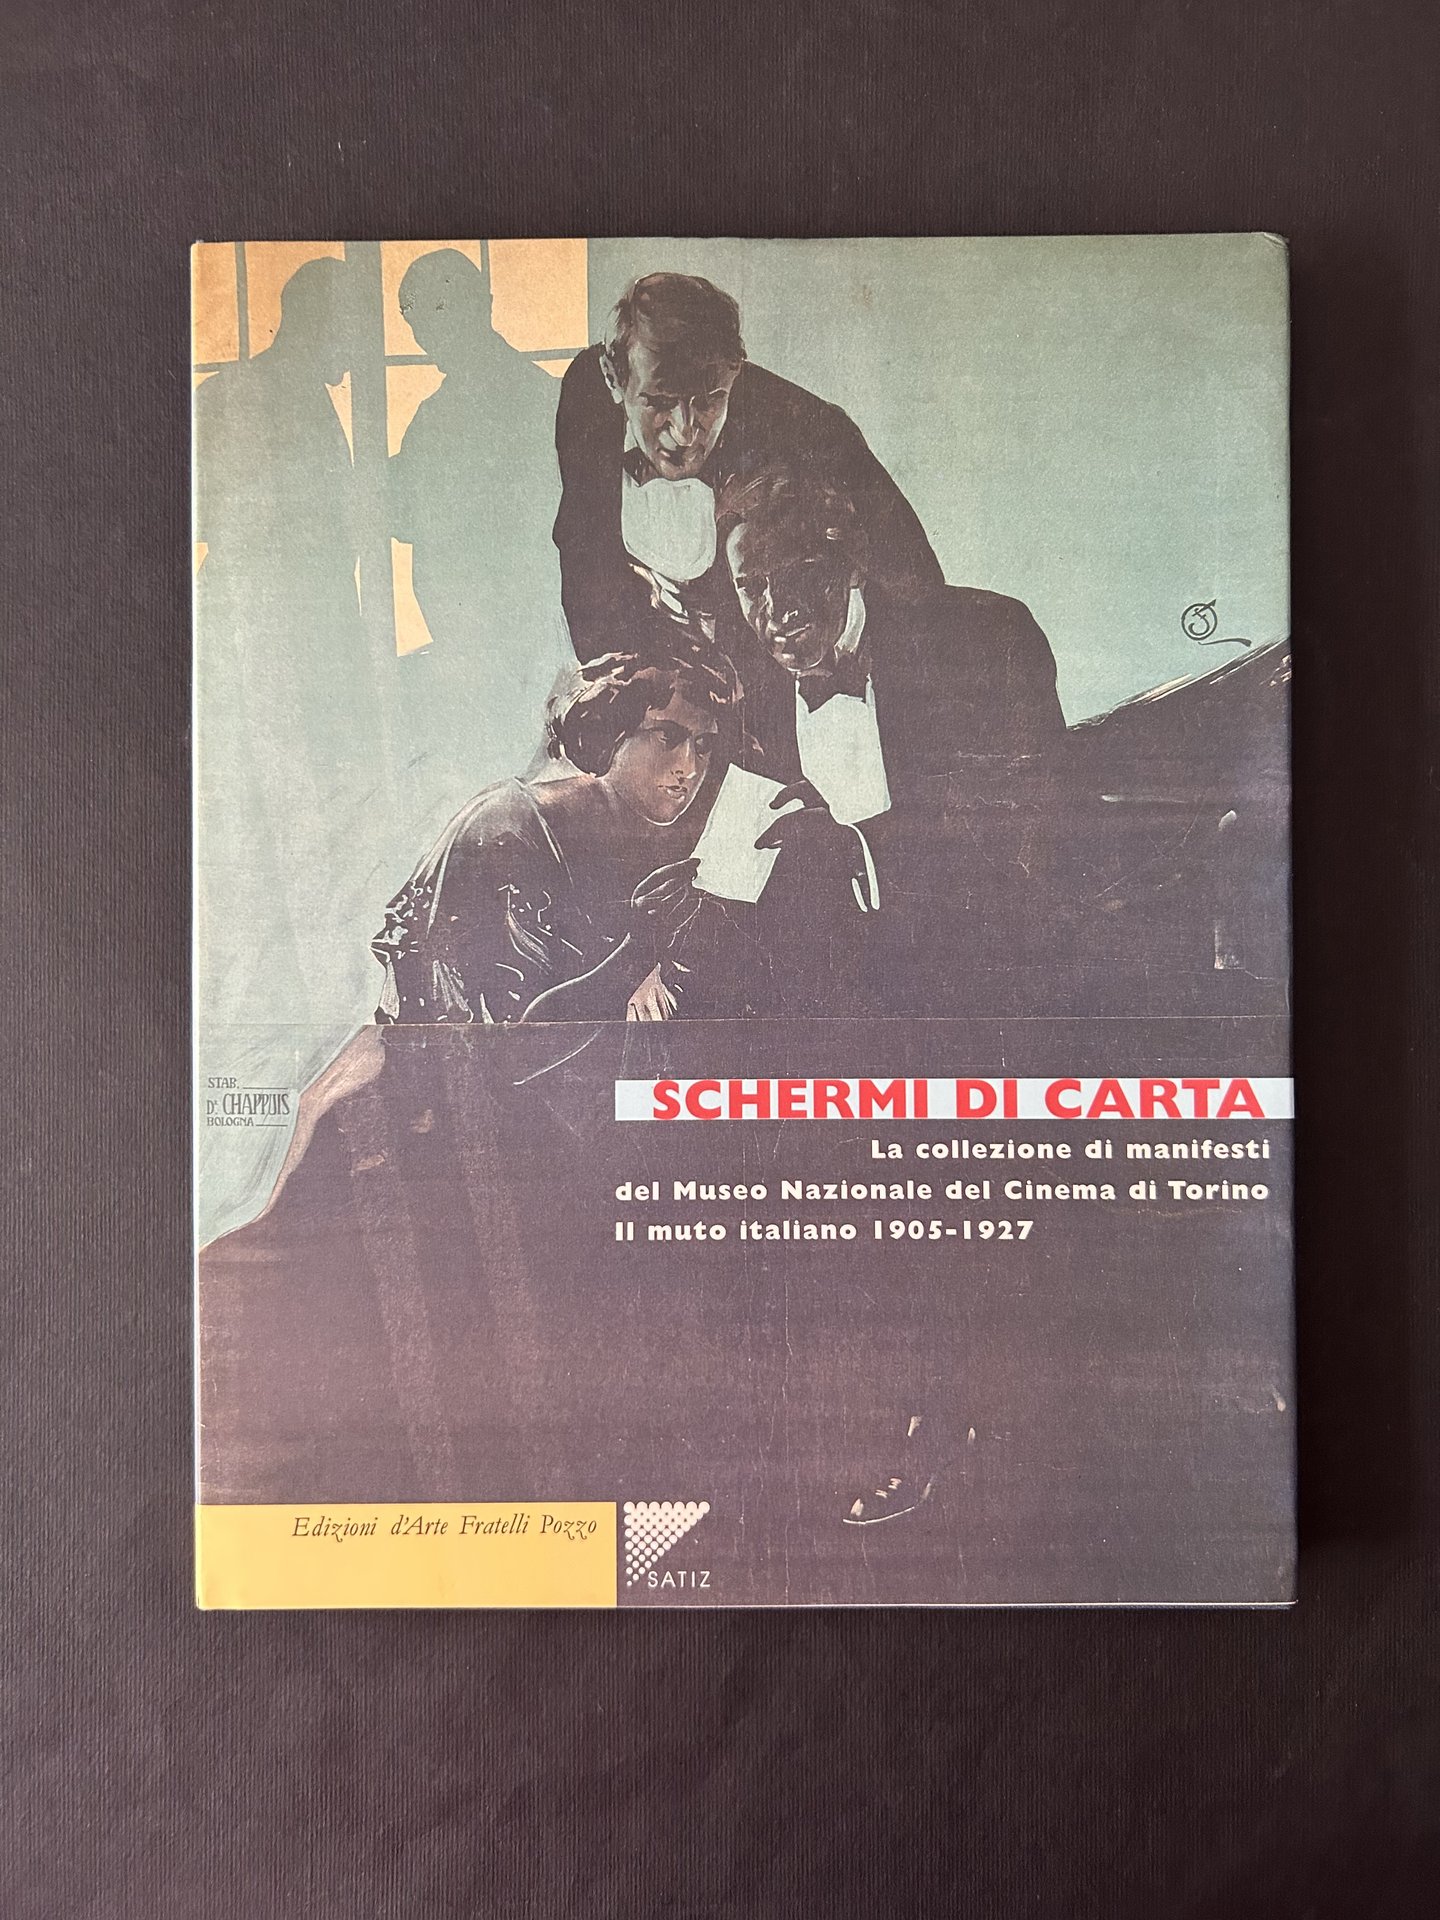 STAB.
Dᴸ CHAPPUIS
BOLOGNA
SCHERMI DI CARTA
La collezione di manifesti
del Museo Nazionale del Cinema di Torino
Il muto italiano 1905-1927
Edizioni d'Arte Fratelli Pozzo
SATIZ